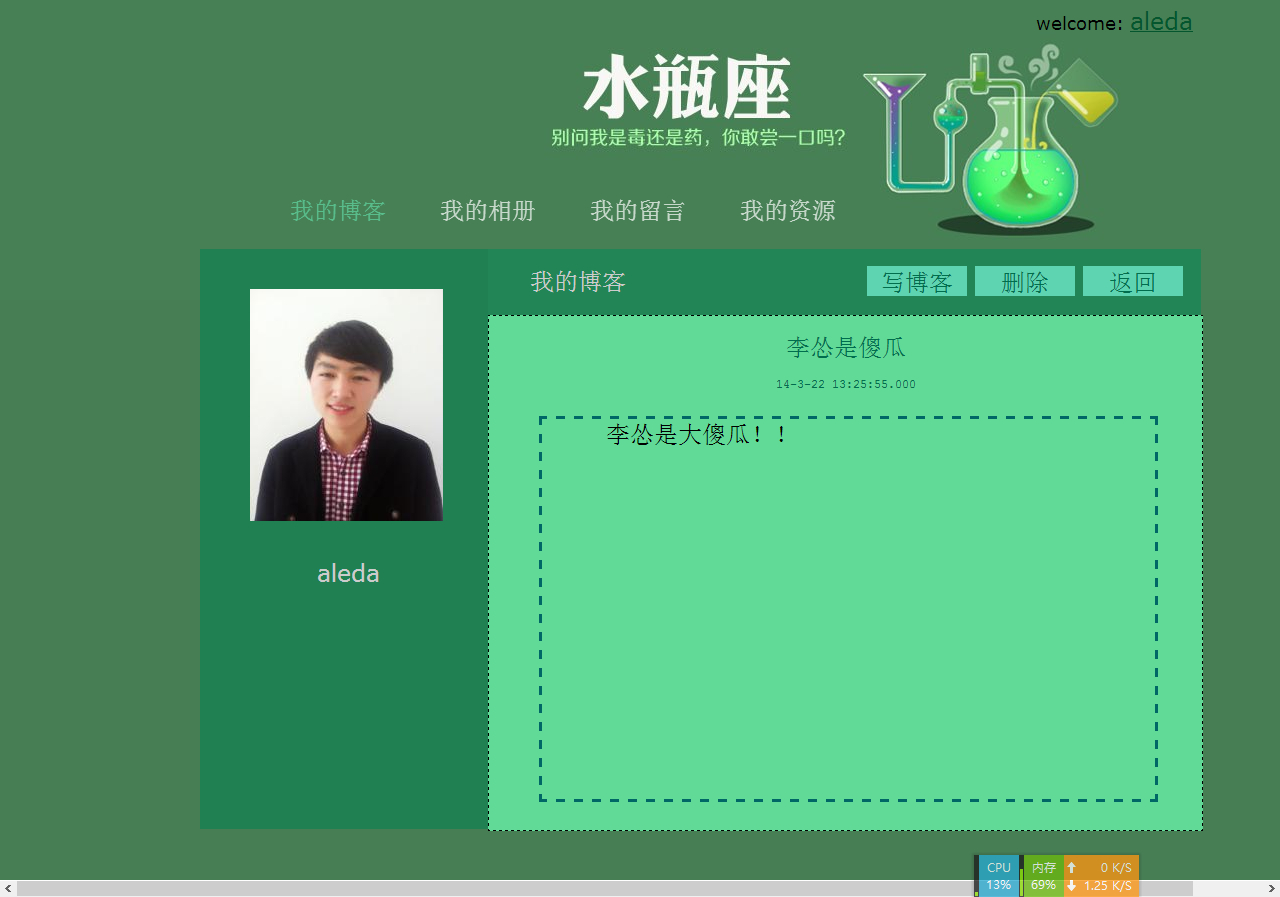 welcome: aleda
水瓶座
别问我是毒还是药，你敢尝一口吗?
我的博客 我的相册 我的留言 我的资源
我的博客 写博客 删除 返回
李怂是傻瓜
14-3-22 13:25:55.000
李怂是大傻瓜！！
aleda
CPU 内存 0 K/S
13% 69% 1.25 K/S